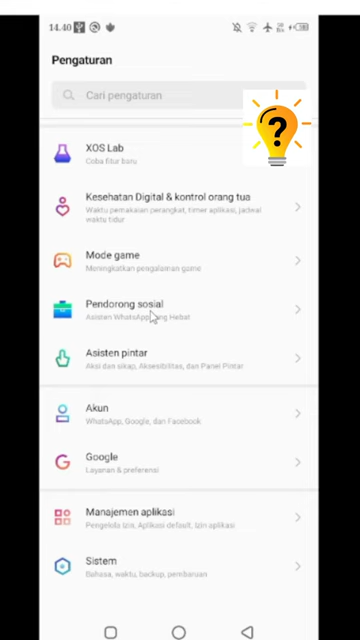 14.40
Pengaturan
Cari pengaturan
?
XOS Lab
Coba fitur baru
Kesehatan Digital & kontrol orang tua
Waktu pemakaian perangkat, timer aplikasi, jadwal
waktu tidur
Mode game
Meningkatkan pengalaman game
Pendorong sosial
Asisten WhatsApp yang Hebat
Asisten pintar
Aksi dan sikap, Aksesibilitas, dan Panel Pintar
Akun
WhatsApp, Google, dan Facebook
Google
Layanan & preferensi
Manajemen aplikasi
Pengelola Izin, Aplikasi default, Izin aplikasi
Sistem
Bahasa, waktu, backup, pembaruan